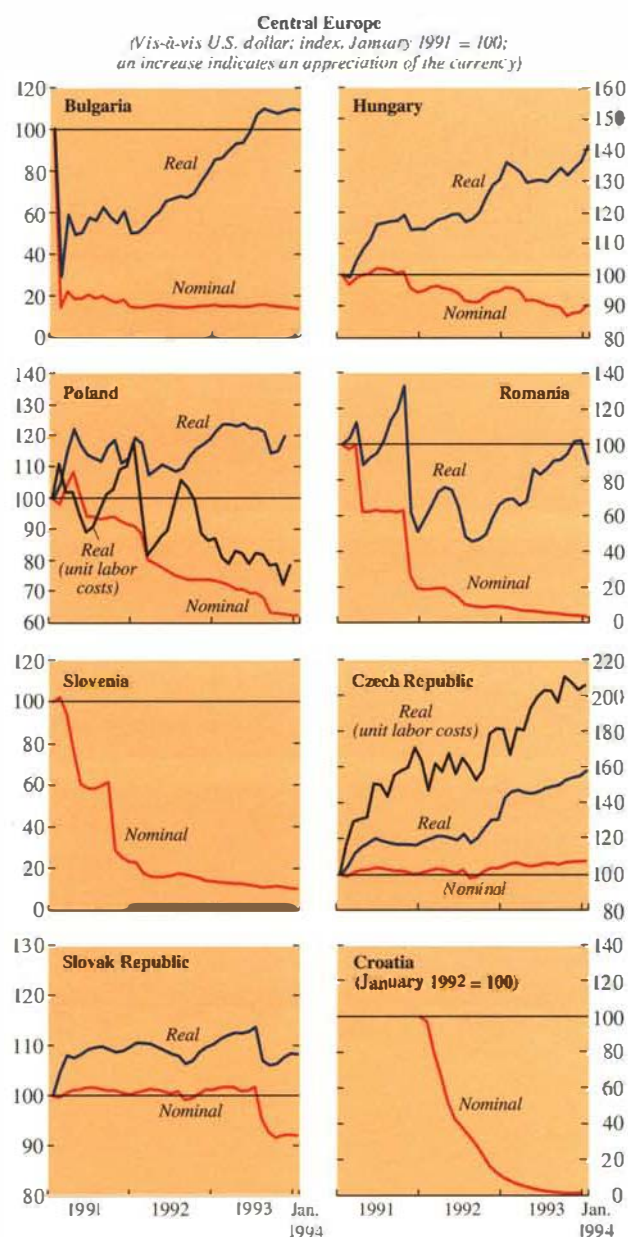 Central Europe
(Vis-à-vis U.S. dollar; index, January 1991 = 100;
an increase indicates an appreciation of the currency)
Bulgaria
120
100
80
60
40
20
0
Real
Nominal
Hungary
160
150
140
130
120
110
100
90
80
Real
Nominal
Poland
140
130
120
110
100
90
80
70
60
Real
Real
(unit labor
costs)
Nominal
Romania
140
120
100
80
60
40
20
0
Real
Nominal
Slovenia
120
100
80
60
40
20
0
Nominal
Czech Republic
220
200
180
160
140
120
100
80
Real
(unit labor costs)
Real
Nominal
Slovak Republic
130
120
110
100
90
80
Real
Nominal
1991 1992 1993 Jan.
1994
Croatia
(January 1992 = 100)
140
120
100
80
60
40
20
0
Nominal
1991 1992 1993 Jan.
1994